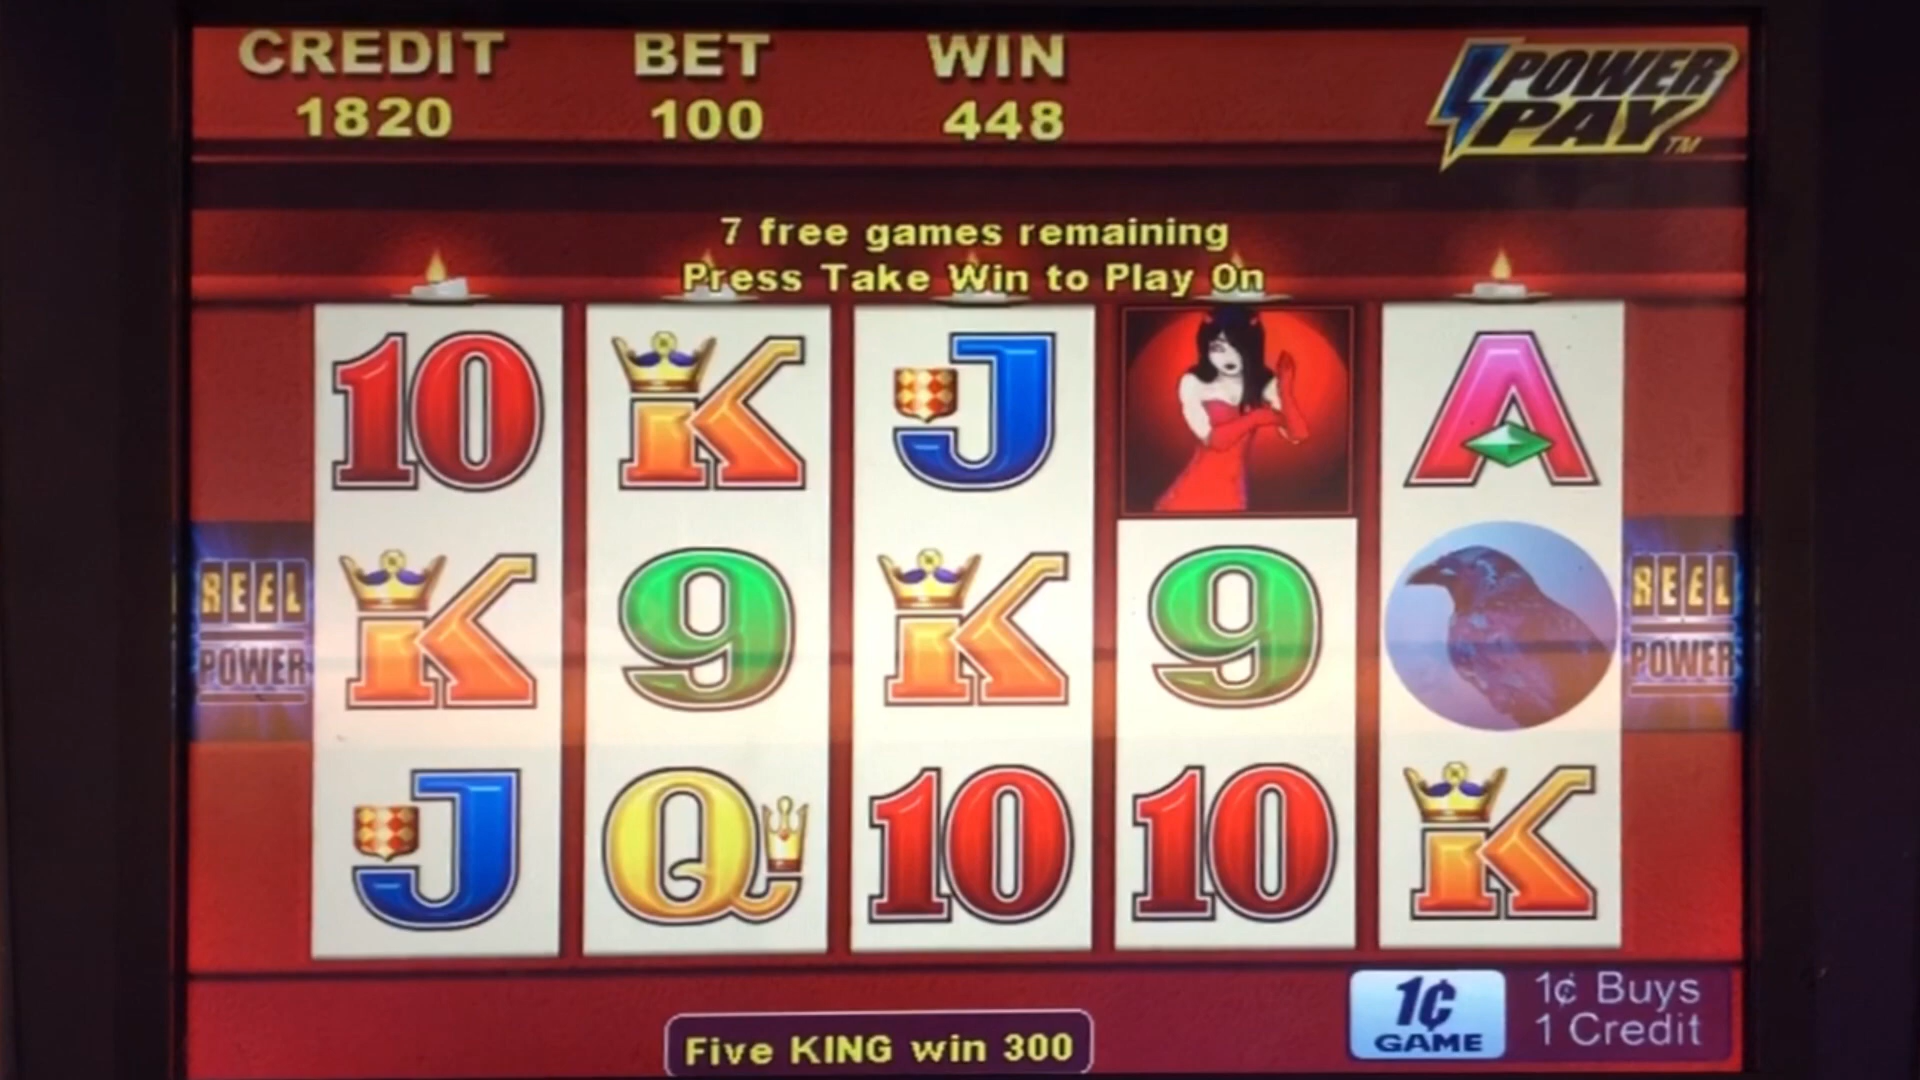 CREDIT BET WIN
1820 100 448
POWER
PAY™
7 free games remaining
Press Take Win to Play On
10 K J A
K 9 K 9
J Q 10 10 K
REEL
POWER
REEL
POWER
Five KING win 300
1¢
GAME
1¢ Buys
1 Credit